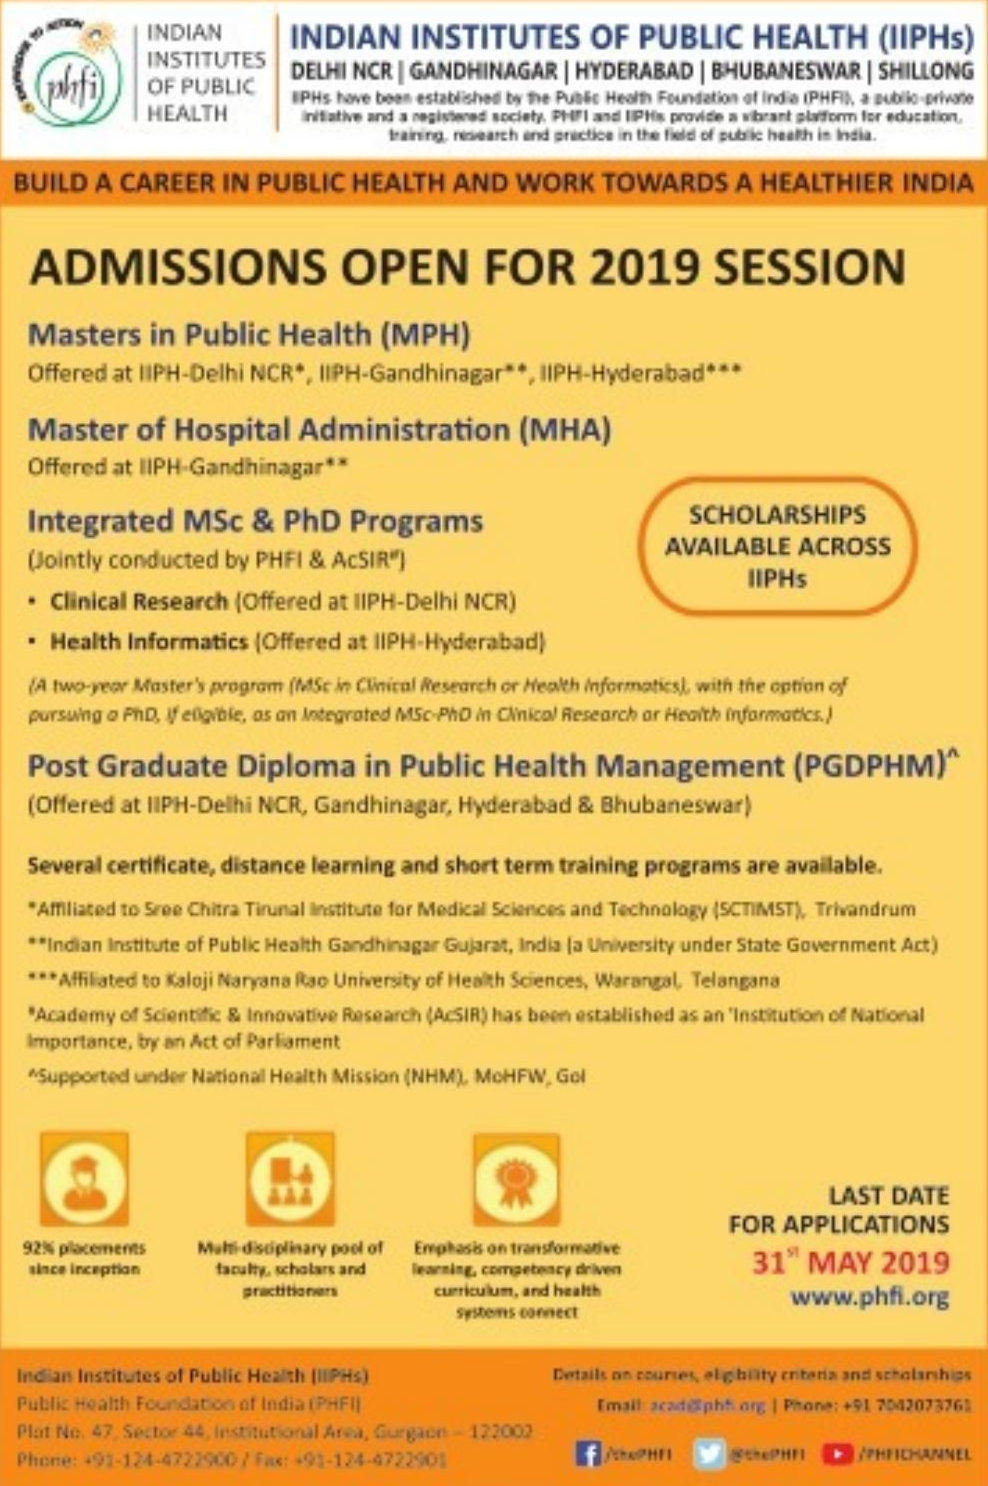 INDIAN
INSTITUTES
OF PUBLIC
HEALTH
phfi
INDIAN INSTITUTES OF PUBLIC HEALTH (IIPHs)
DELHI NCR | GANDHINAGAR | HYDERABAD | BHUBANESWAR | SHILLONG
IIPHs have been established by the Public Health Foundation of India (PHFI), a public-private
initiative and a registered society. PHFI and IIPHs provide a vibrant platform for education,
training, research and practice in the field of public health in India.
BUILD A CAREER IN PUBLIC HEALTH AND WORK TOWARDS A HEALTHIER INDIA
ADMISSIONS OPEN FOR 2019 SESSION
Masters in Public Health (MPH)
Offered at IIPH-Delhi NCR*, IIPH-Gandhinagar**, IIPH-Hyderabad***
Master of Hospital Administration (MHA)
Offered at IIPH-Gandhinagar**
Integrated MSc & PhD Programs
(Jointly conducted by PHFI & AcSIR#)
• Clinical Research (Offered at IIPH-Delhi NCR)
• Health Informatics (Offered at IIPH-Hyderabad)
SCHOLARSHIPS
AVAILABLE ACROSS
IIPHs
(A two-year Master's program (MSc in Clinical Research or Health Informatics), with the option of
pursuing a PhD, if eligible, as an Integrated MSc-PhD in Clinical Research or Health Informatics.)
Post Graduate Diploma in Public Health Management (PGDPHM)^
(Offered at IIPH-Delhi NCR, Gandhinagar, Hyderabad & Bhubaneswar)
Several certificate, distance learning and short term training programs are available.
*Affiliated to Sree Chitra Tirunal Institute for Medical Sciences and Technology (SCTIMST), Trivandrum
**Indian Institute of Public Health Gandhinagar Gujarat, India (a University under State Government Act)
***Affiliated to Kaloji Naryana Rao University of Health Sciences, Warangal, Telangana
#Academy of Scientific & Innovative Research (AcSIR) has been established as an 'Institution of National
Importance, by an Act of Parliament
^Supported under National Health Mission (NHM), MoHFW, GoI
92% placements
since inception
Multi-disciplinary pool of
faculty, scholars and
practitioners
Emphasis on transformative
learning, competency driven
curriculum, and health
systems connect
LAST DATE
FOR APPLICATIONS
31st MAY 2019
www.phfi.org
Indian Institutes of Public Health (IIPHs)
Public Health Foundation of India (PHFI)
Plot No. 47, Sector 44, Institutional Area, Gurgaon – 122002
Phone: +91-124-4722900 / Fax: +91-124-4722901
Details on courses, eligibility criteria and scholarships
Email: acad@phfi.org | Phone: +91 7042073761
/thePHFI @thePHFI /PHFICHANNEL